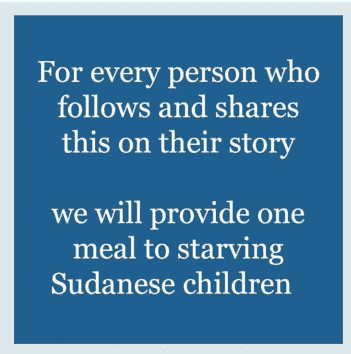 For every person who
follows and shares
this on their story
we will provide one
meal to starving
Sudanese children